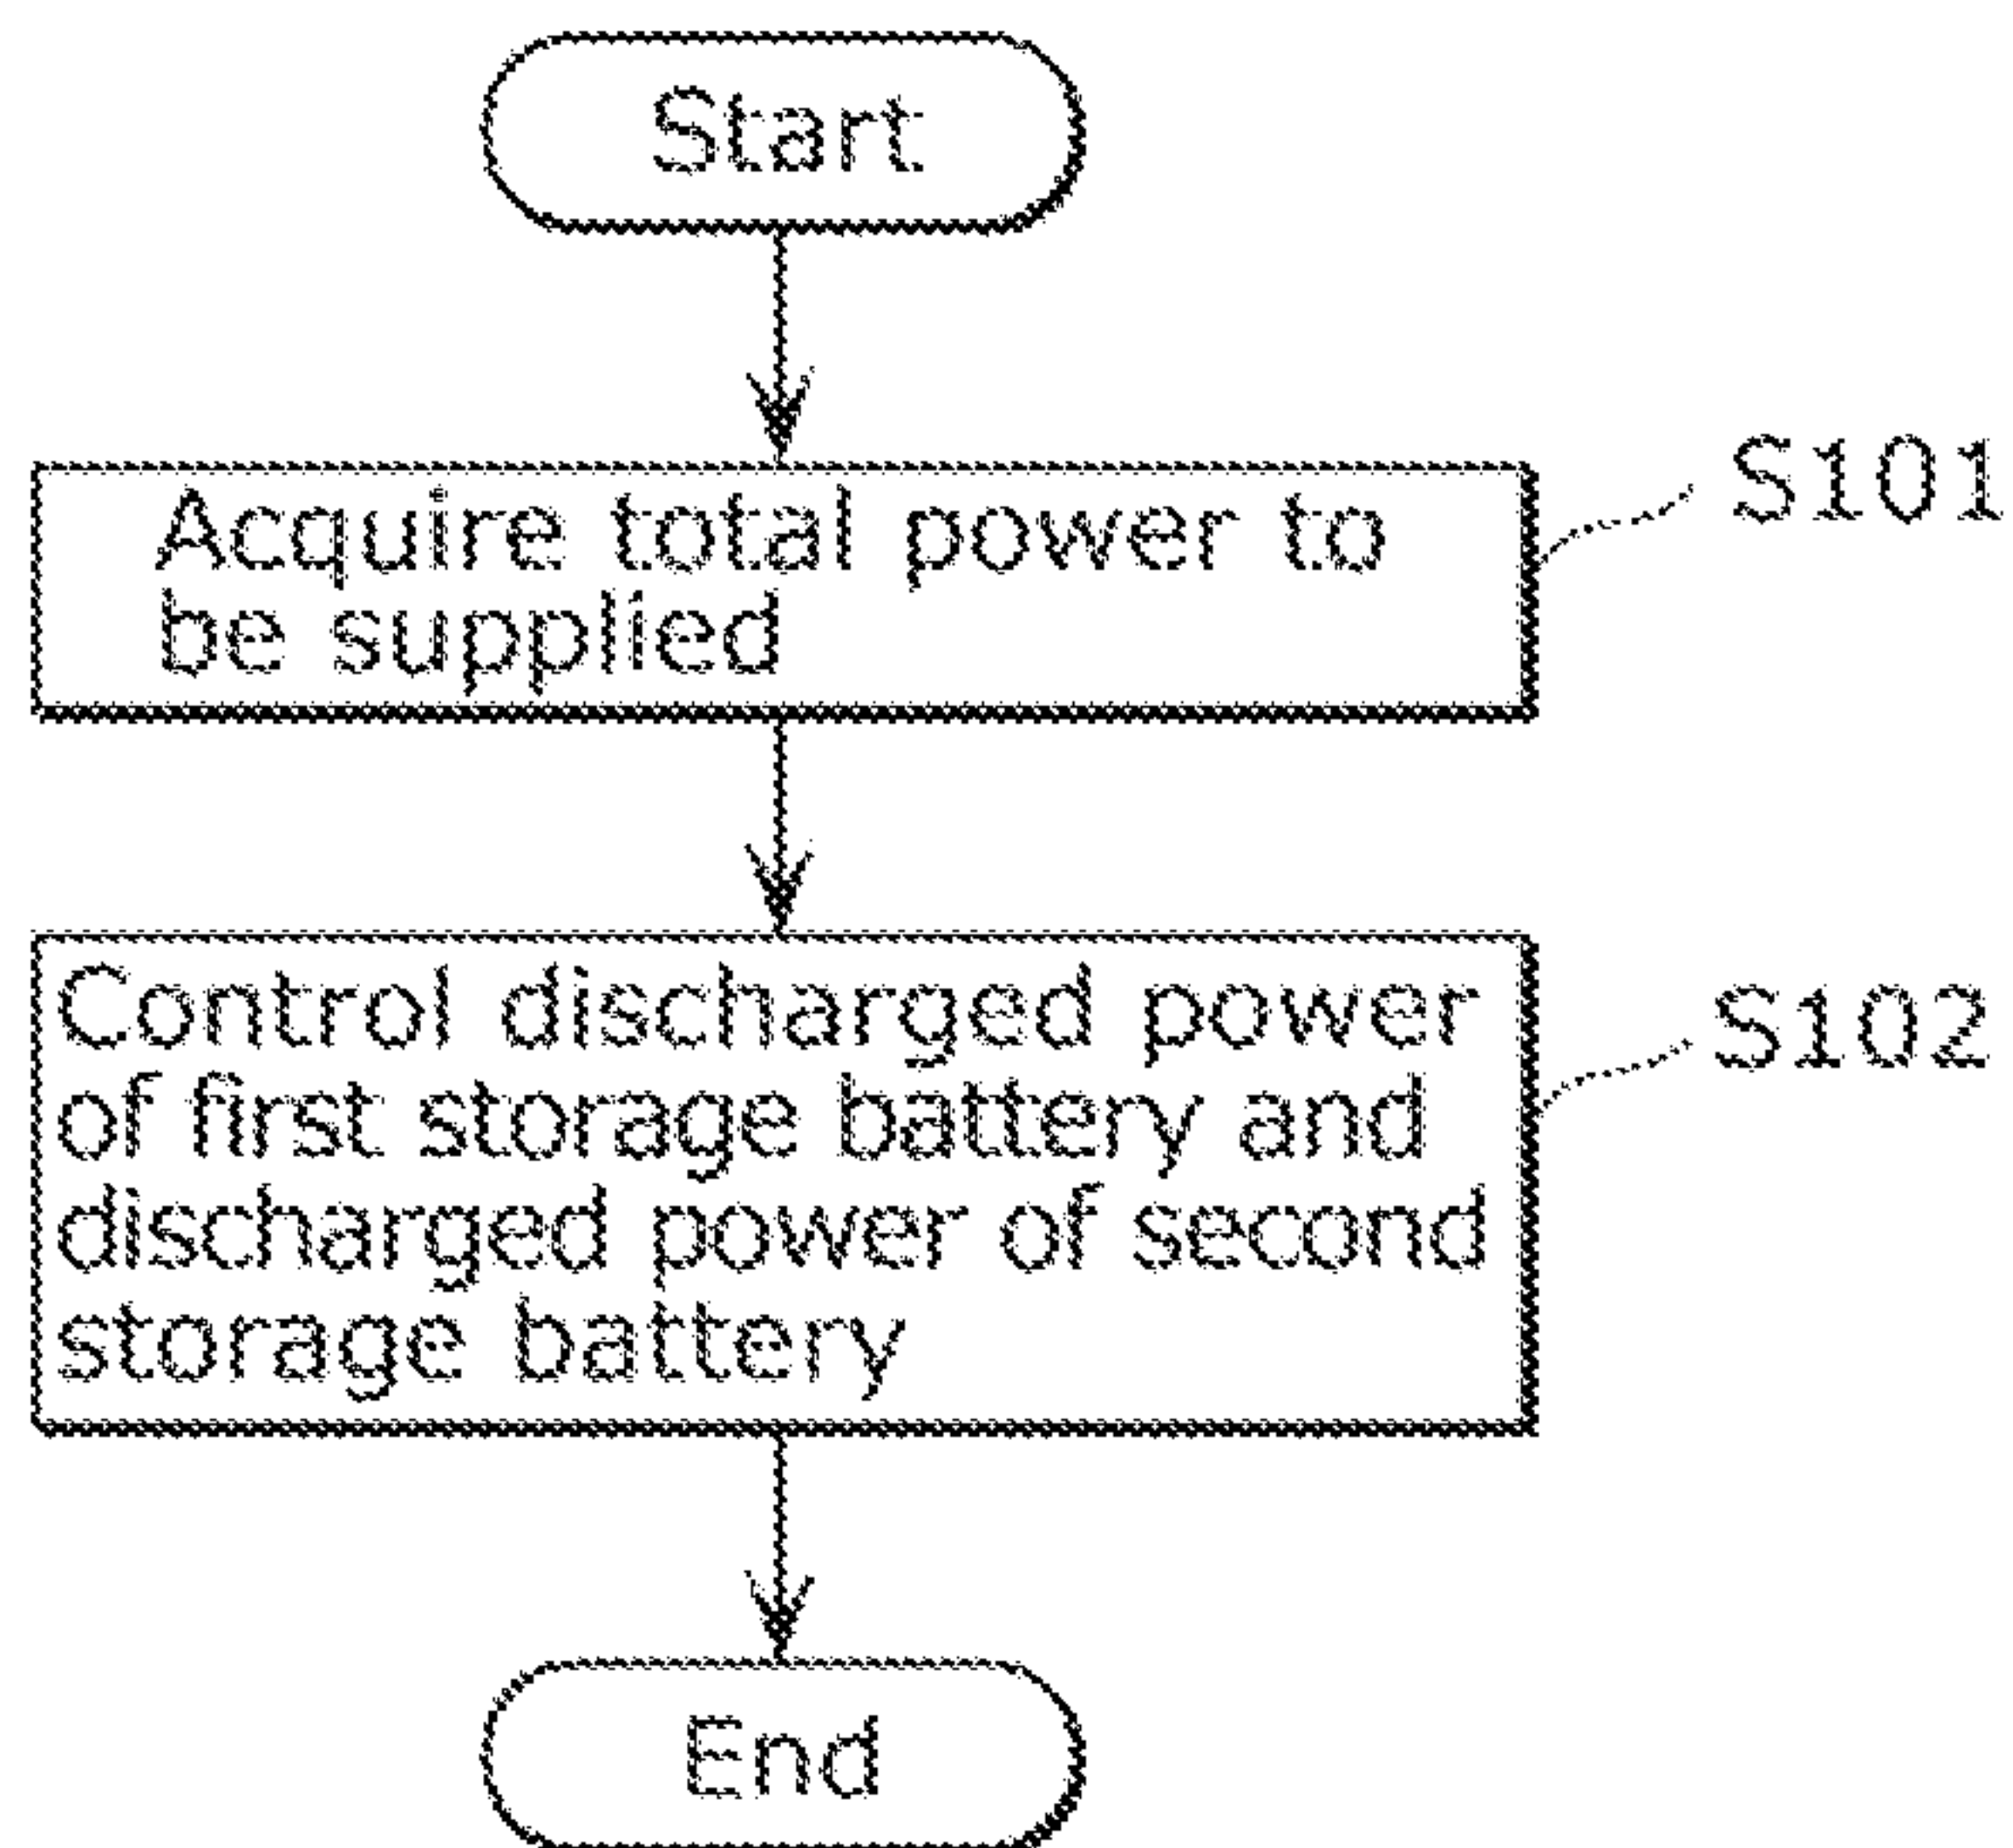 Start
Acquire total power to
be supplied
S101
Control discharged power
of first storage battery and
discharged power of second
storage battery
S102
End